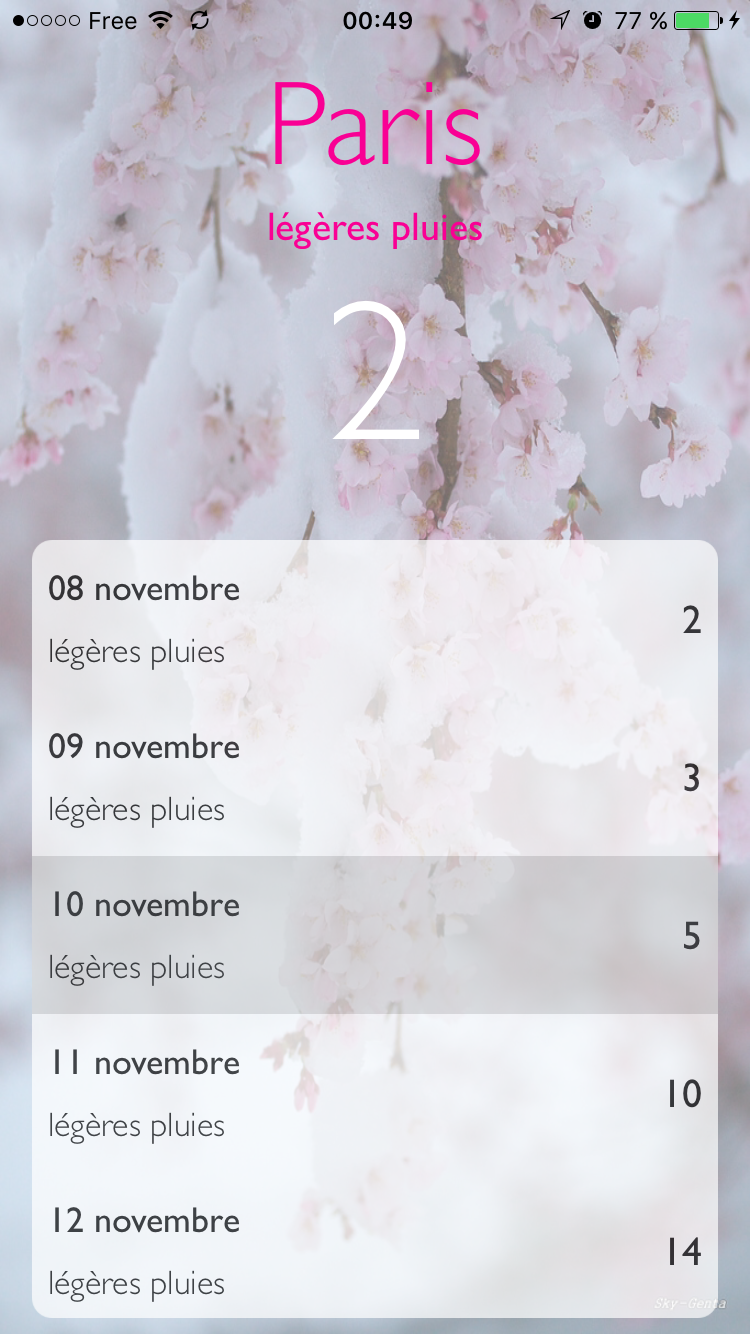 Free 00:49 77 %
Paris
légères pluies
2
08 novembre
légères pluies
2
09 novembre
légères pluies
3
10 novembre
légères pluies
5
11 novembre
légères pluies
10
12 novembre
légères pluies
14
Sky-Genta